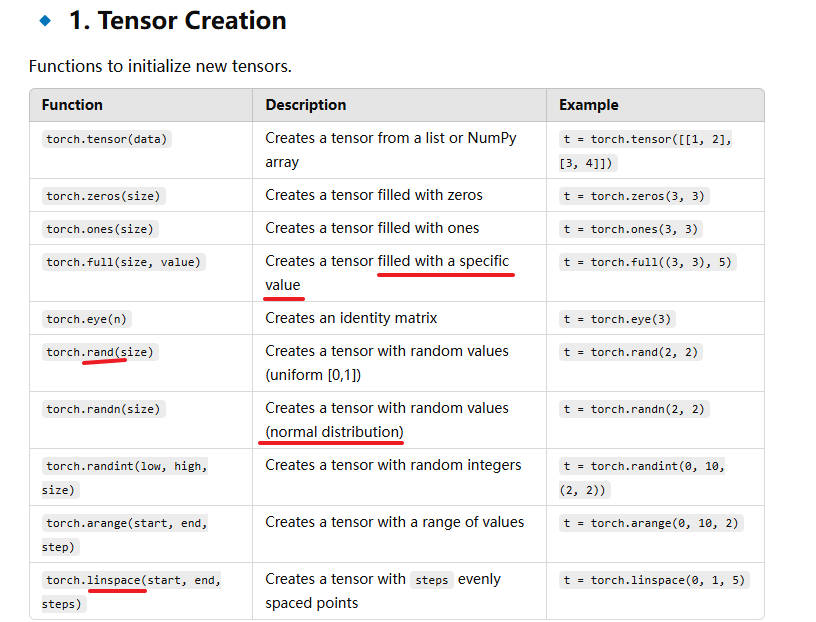 1. Tensor Creation
Functions to initialize new tensors.
Function Description Example
torch.tensor(data) Creates a tensor from a list or NumPy t = torch.tensor([[1, 2],
array [3, 4]])
torch.zeros(size) Creates a tensor filled with zeros t = torch.zeros(3, 3)
torch.ones(size) Creates a tensor filled with ones t = torch.ones(3, 3)
torch.full(size, value) Creates a tensor filled with a specific t = torch.full((3, 3), 5)
value
torch.eye(n) Creates an identity matrix t = torch.eye(3)
torch.rand(size) Creates a tensor with random values t = torch.rand(2, 2)
(uniform [0,1])
torch.randn(size) Creates a tensor with random values t = torch.randn(2, 2)
(normal distribution)
torch.randint(low, high, Creates a tensor with random integers t = torch.randint(0, 10,
size) (2, 2))
torch.arange(start, end, Creates a tensor with a range of values t = torch.arange(0, 10, 2)
step)
torch.linspace(start, end, Creates a tensor with steps evenly t = torch.linspace(0, 1, 5)
steps) spaced points